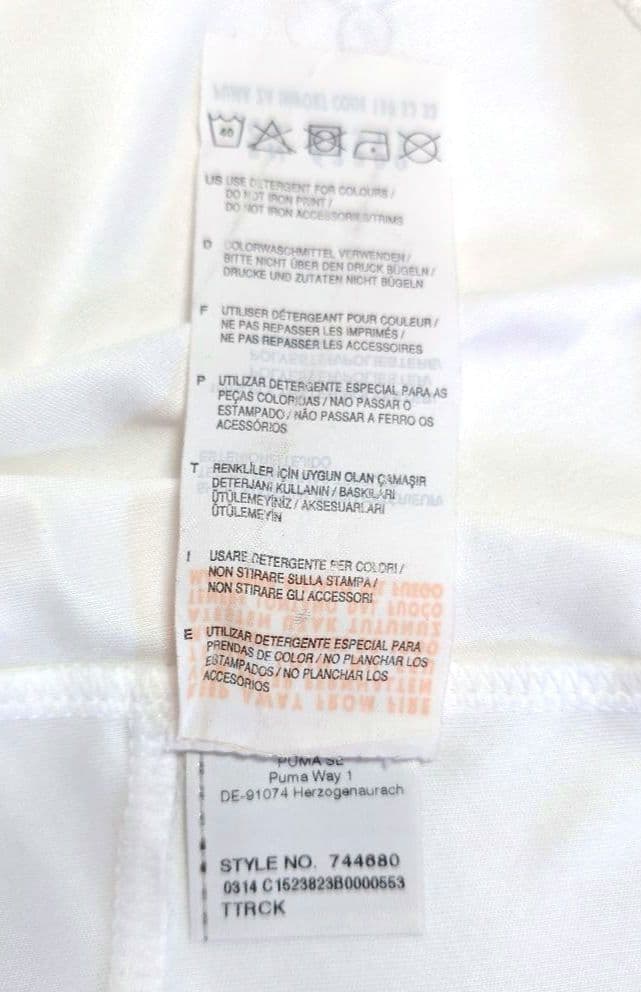 40
US USE DETERGENT FOR COLOURS /
DO NOT IRON PRINT /
DO NOT IRON ACCESSORIES/TRIMS
D COLORWASCHMITTEL VERWENDEN /
BITTE NICHT ÜBER DEN DRUCK BÜGELN /
DRUCKE UND ZUTATEN NICHT BÜGELN
F UTILISER DÉTERGEANT POUR COULEUR /
NE PAS REPASSER LES IMPRIMÉS /
NE PAS REPASSER LES ACCESSOIRES
P UTILIZAR DETERGENTE ESPECIAL PARA AS
PEÇAS COLORIDAS / NAO PASSAR O
ESTAMPADO / NÃO PASSAR A FERRO OS
ACESSÓRIOS
T RENKLİLER İÇİN UYGUN OLAN ÇAMAŞIR
DETERJANI KULLANIN / BASKILARI
ÜTÜLEMEYİNİZ / AKSESUARLARI
ÜTÜLEMEYİN
I USARE DETERGENTE PER COLORI /
NON STIRARE SULLA STAMPA /
NON STIRARE GLI ACCESSORI
E UTILIZAR DETERGENTE ESPECIAL PARA
PRENDAS DE COLOR / NO PLANCHAR LOS
ESTAMPADOS / NO PLANCHAR LOS
ACCESORIOS
PUMA SE
Puma Way 1
DE-91074 Herzogenaurach
STYLE NO. 744680
0314 C1523823B0000553
TTRCK